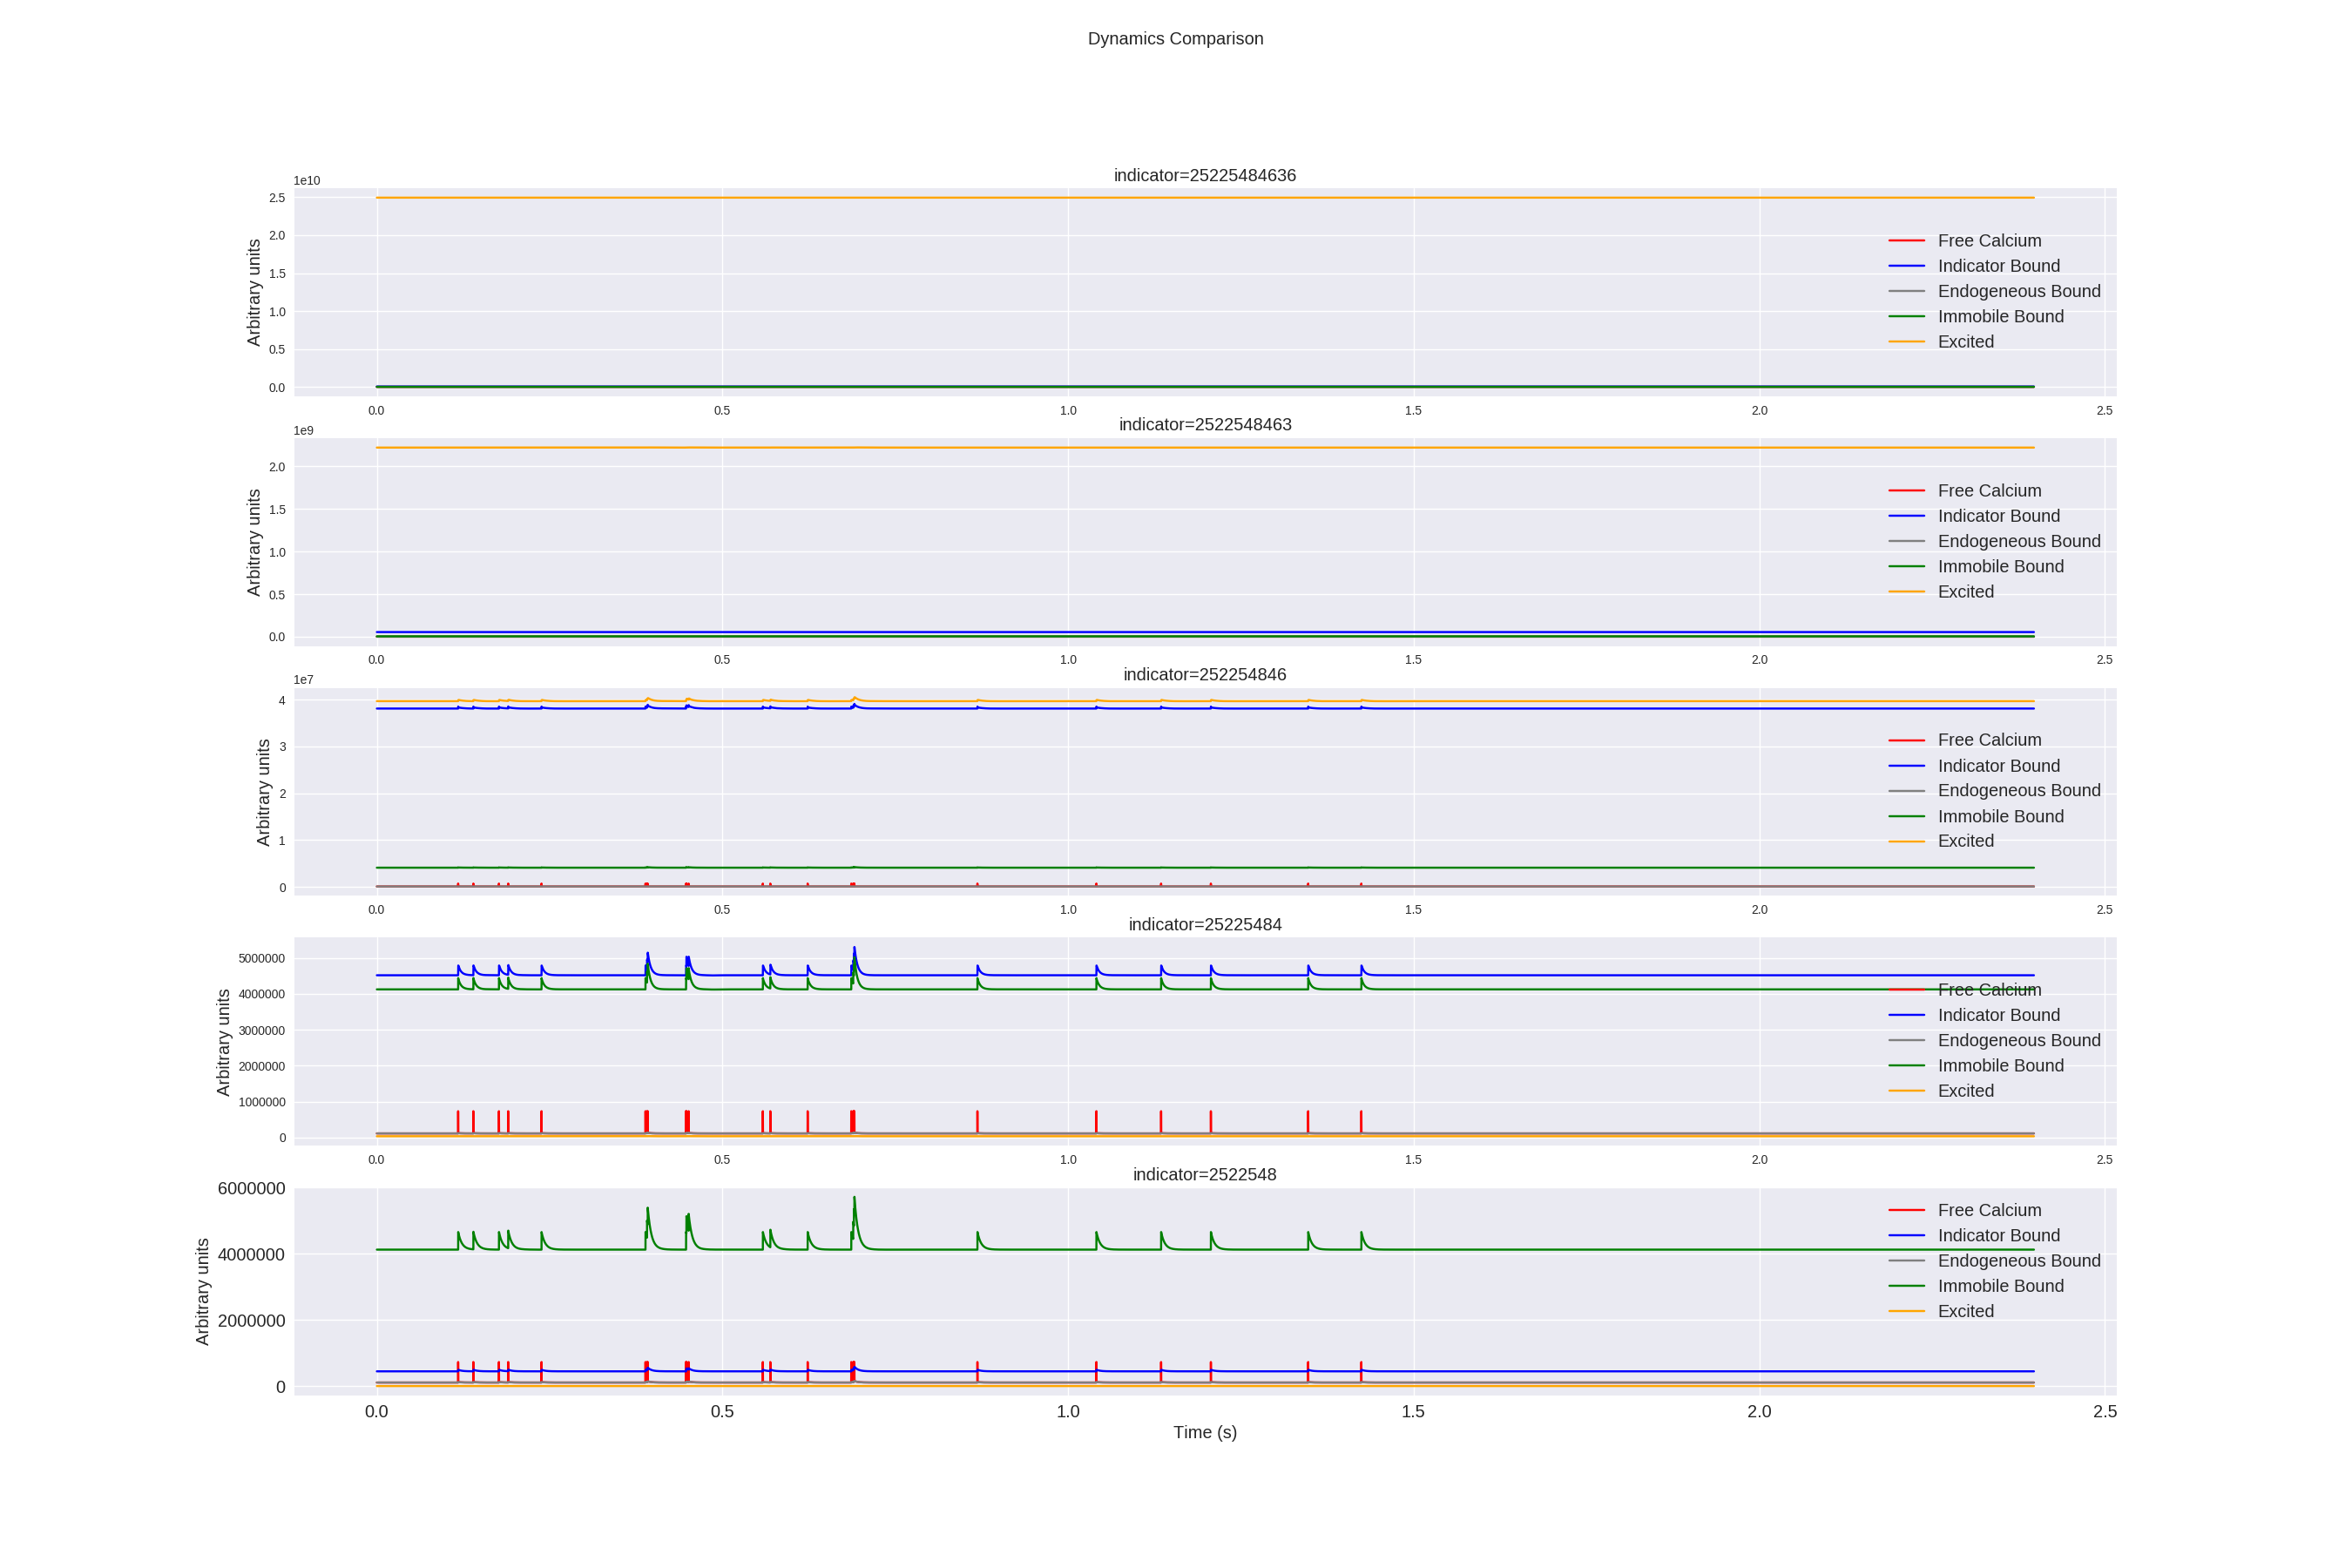 Dynamics Comparison
indicator=25225484636
1e10
2.5
2.0
1.5
1.0
0.5
0.0
Arbitrary units
Free Calcium
Indicator Bound
Endogeneous Bound
Immobile Bound
Excited
0.0 0.5 1.0 1.5 2.0 2.5
indicator=2522548463
1e9
2.0
1.5
1.0
0.5
0.0
Arbitrary units
Free Calcium
Indicator Bound
Endogeneous Bound
Immobile Bound
Excited
0.0 0.5 1.0 1.5 2.0 2.5
indicator=252254846
1e7
4
3
2
1
0
Arbitrary units
Free Calcium
Indicator Bound
Endogeneous Bound
Immobile Bound
Excited
0.0 0.5 1.0 1.5 2.0 2.5
indicator=25225484
5000000
4000000
3000000
2000000
1000000
0
Arbitrary units
Free Calcium
Indicator Bound
Endogeneous Bound
Immobile Bound
Excited
0.0 0.5 1.0 1.5 2.0 2.5
indicator=2522548
6000000
4000000
2000000
0
Arbitrary units
Free Calcium
Indicator Bound
Endogeneous Bound
Immobile Bound
Excited
0.0 0.5 1.0 1.5 2.0 2.5
Time (s)